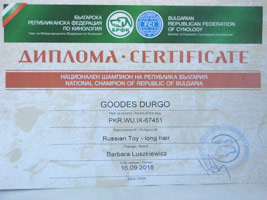 БЪЛГАРСКА
РЕПУБЛИКАНСКА ФЕДЕРАЦИЯ
ПО КИНОЛОГИЯ
БРФК
FCI
BULGARIAN
REPUBLICAN FEDERATION
OF CYNOLOGY
ДИПЛОМА · CERTIFICATE
НАЦИОНАЛЕН ШАМПИОН НА РЕПУБЛИКА БЪЛГАРИЯ
NATIONAL CHAMPION OF REPUBLIC OF BULGARIA
GOODES DURGO
PKR.WU.IX-67451
Russian Toy - long hair
Barbara Luszkiewicz
16.09.2018